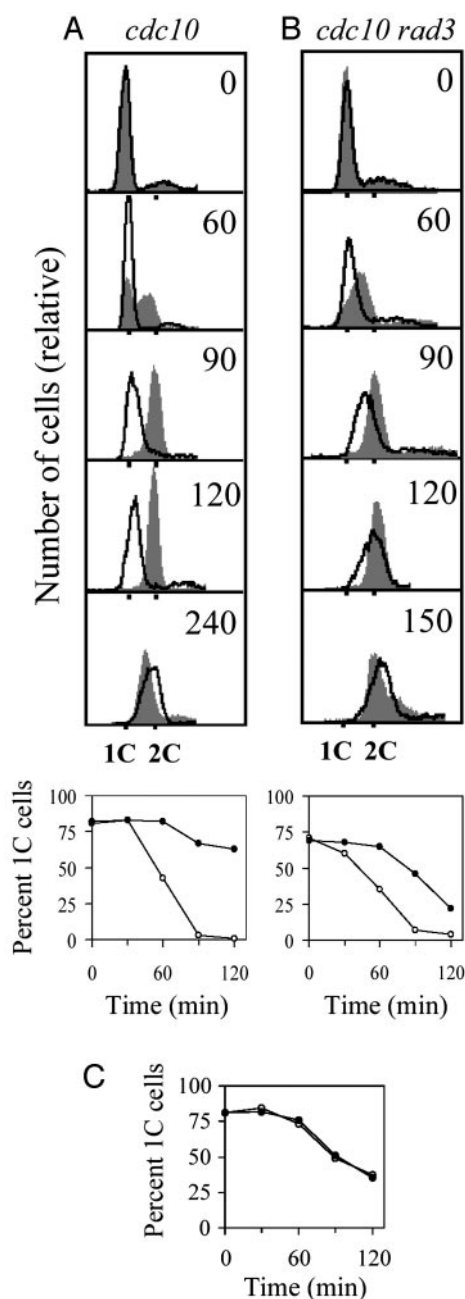 A cdc10
B cdc10 rad3
Number of cells (relative)
0
60
90
120
240
1C 2C
0
60
90
120
150
1C 2C
Percent 1C cells
100
75
50
25
0
0 60 120
Time (min)
100
75
50
25
0
0 60 120
Time (min)
C
Percent 1C cells
100
75
50
25
0
0 60 120
Time (min)